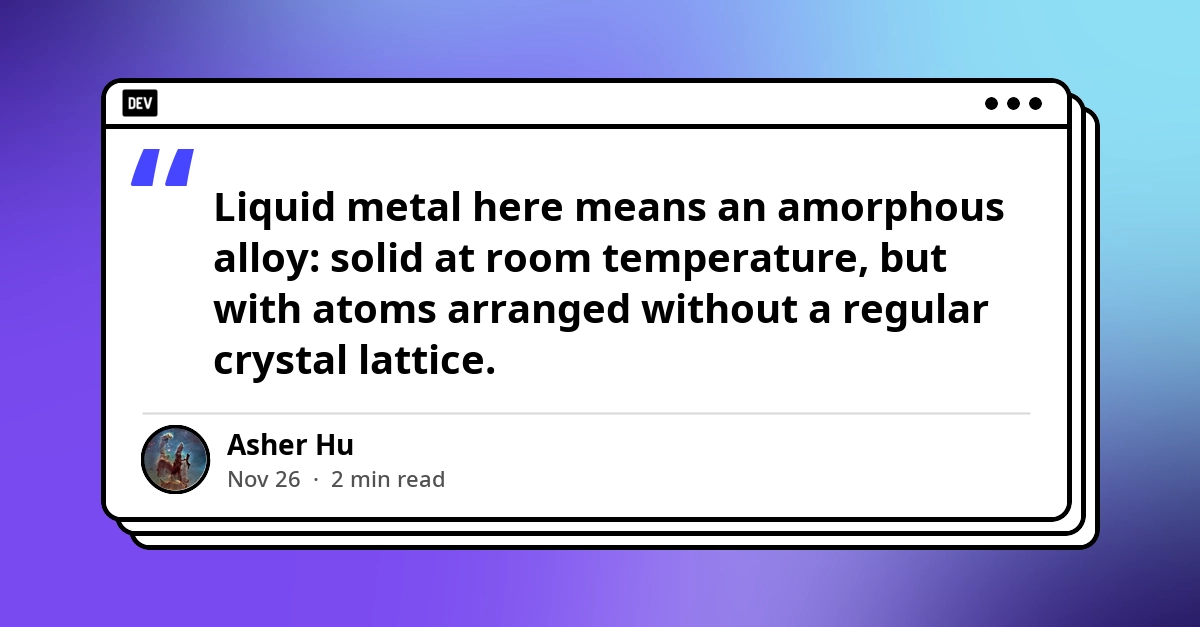 DEV
“
Liquid metal here means an amorphous
alloy: solid at room temperature, but
with atoms arranged without a regular
crystal lattice.
Asher Hu
Nov 26 · 2 min read